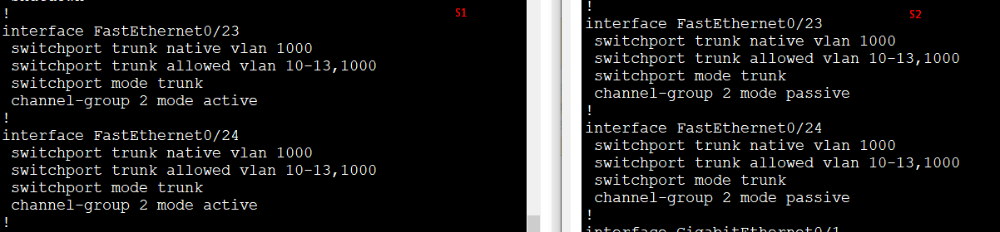 !
interface FastEthernet0/23
switchport trunk native vlan 1000
switchport trunk allowed vlan 10-13,1000
switchport mode trunk
channel-group 2 mode active
!
interface FastEthernet0/24
switchport trunk native vlan 1000
switchport trunk allowed vlan 10-13,1000
switchport mode trunk
channel-group 2 mode active
!
S1
!
interface FastEthernet0/23
switchport trunk native vlan 1000
switchport trunk allowed vlan 10-13,1000
switchport mode trunk
channel-group 2 mode passive
!
interface FastEthernet0/24
switchport trunk native vlan 1000
switchport trunk allowed vlan 10-13,1000
switchport mode trunk
channel-group 2 mode passive
!
interface GigabitEthernet0/1
S2